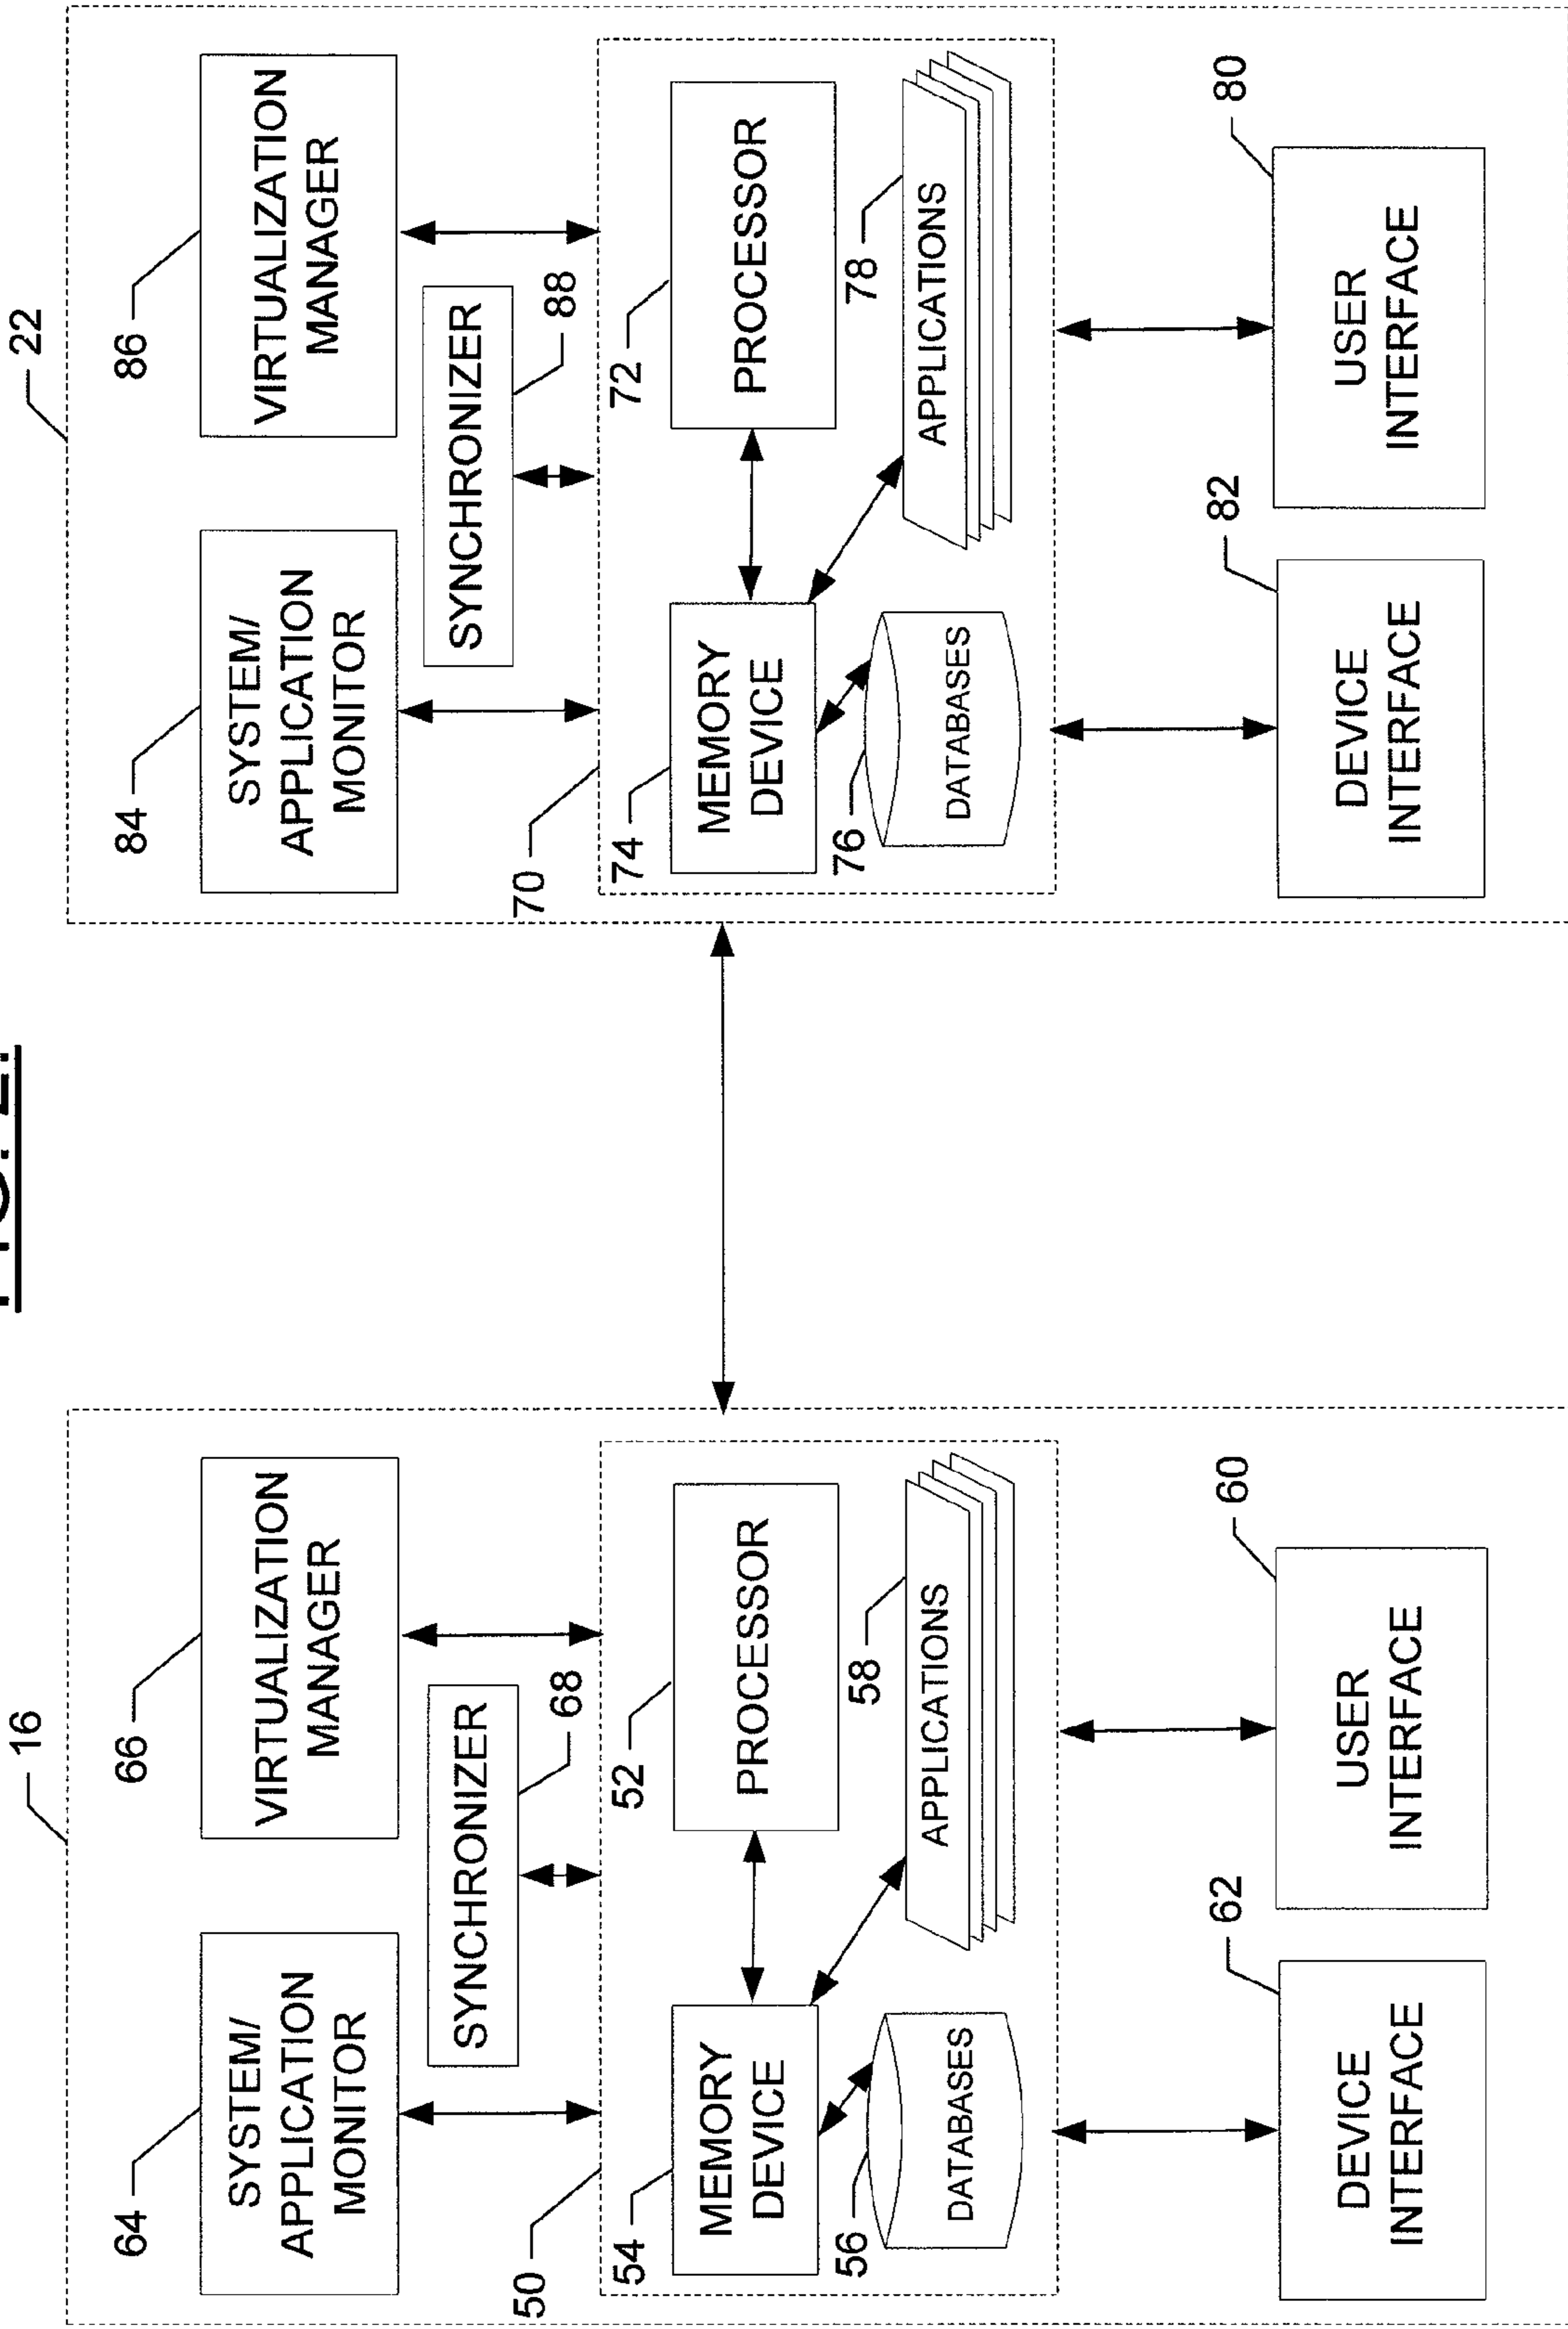 16
64
SYSTEM/
APPLICATION
MONITOR
66
VIRTUALIZATION
MANAGER
SYNCHRONIZER
68
50
54
MEMORY
DEVICE
52
PROCESSOR
56
DATABASES
58
APPLICATIONS
62
DEVICE
INTERFACE
60
USER
INTERFACE
22
84
SYSTEM/
APPLICATION
MONITOR
86
VIRTUALIZATION
MANAGER
SYNCHRONIZER
88
70
74
MEMORY
DEVICE
72
PROCESSOR
76
DATABASES
78
APPLICATIONS
82
DEVICE
INTERFACE
80
USER
INTERFACE